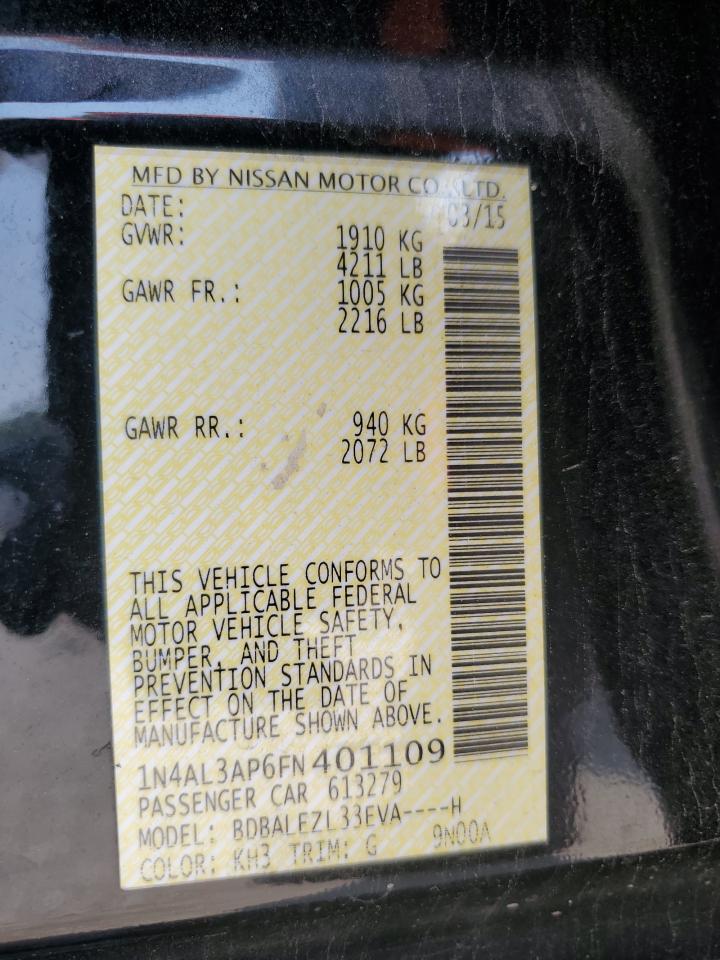 MFD BY NISSAN MOTOR CO., LTD.
DATE: 03/15
GVWR: 1910 KG
4211 LB
GAWR FR.: 1005 KG
2216 LB
GAWR RR.: 940 KG
2072 LB
THIS VEHICLE CONFORMS TO
ALL APPLICABLE FEDERAL
MOTOR VEHICLE SAFETY,
BUMPER, AND THEFT
PREVENTION STANDARDS IN
EFFECT ON THE DATE OF
MANUFACTURE SHOWN ABOVE.
1N4AL3AP6FN401109
PASSENGER CAR 613279
MODEL: BDBALEZL33EVA----H
COLOR: KH3 TRIM: G 9N00A